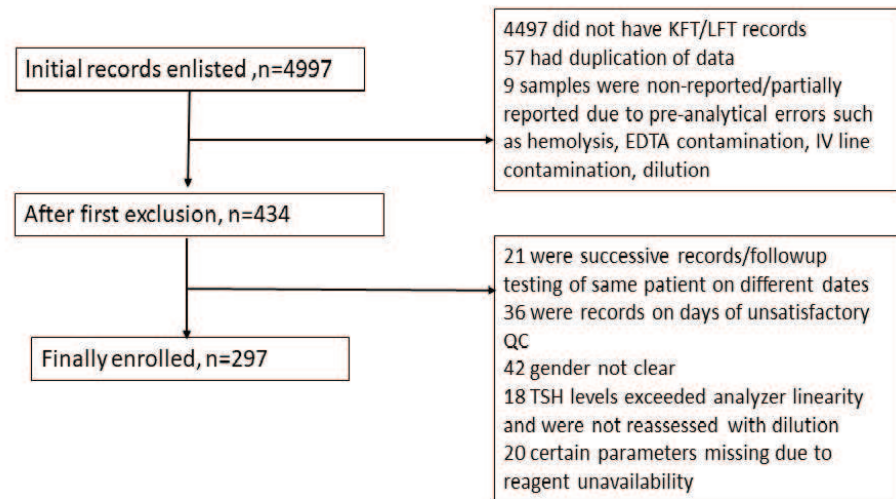 Initial records enlisted ,n=4997
4497 did not have KFT/LFT records
57 had duplication of data
9 samples were non-reported/partially
reported due to pre-analytical errors such
as hemolysis, EDTA contamination, IV line
contamination, dilution
After first exclusion, n=434
21 were successive records/followup
testing of same patient on different dates
36 were records on days of unsatisfactory
QC
42 gender not clear
18 TSH levels exceeded analyzer linearity
and were not reassessed with dilution
20 certain parameters missing due to
reagent unavailability
Finally enrolled, n=297